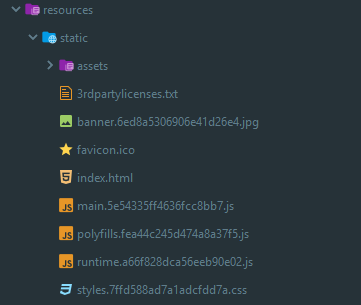 resources
static
assets
3rdpartylicenses.txt
banner.6ed8a5306906e41d26e4.jpg
favicon.ico
index.html
main.5e54335ff4636fcc8bb7.js
polyfills.fea44c245d474a8a37f5.js
runtime.a66f828dca56eeb90e02.js
styles.7ffd588ad7a1adcfdd7a.css